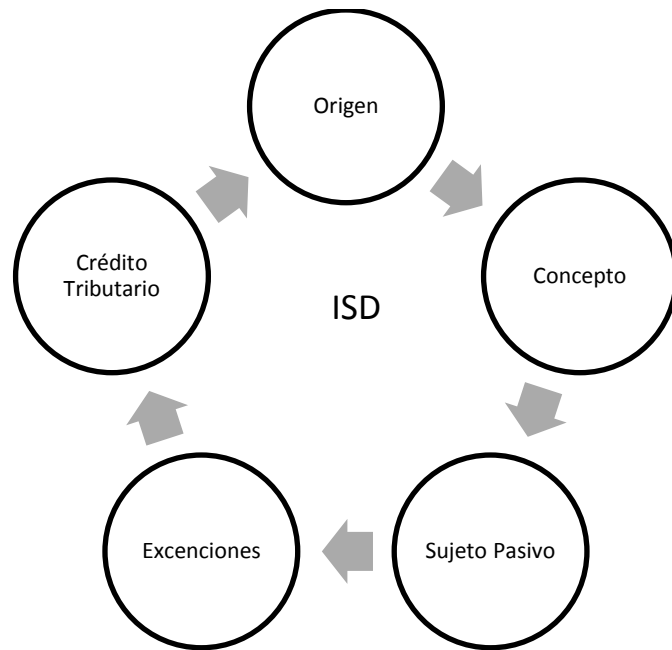 Origen
Concepto
Sujeto Pasivo
Excenciones
Crédito
Tributario
ISD